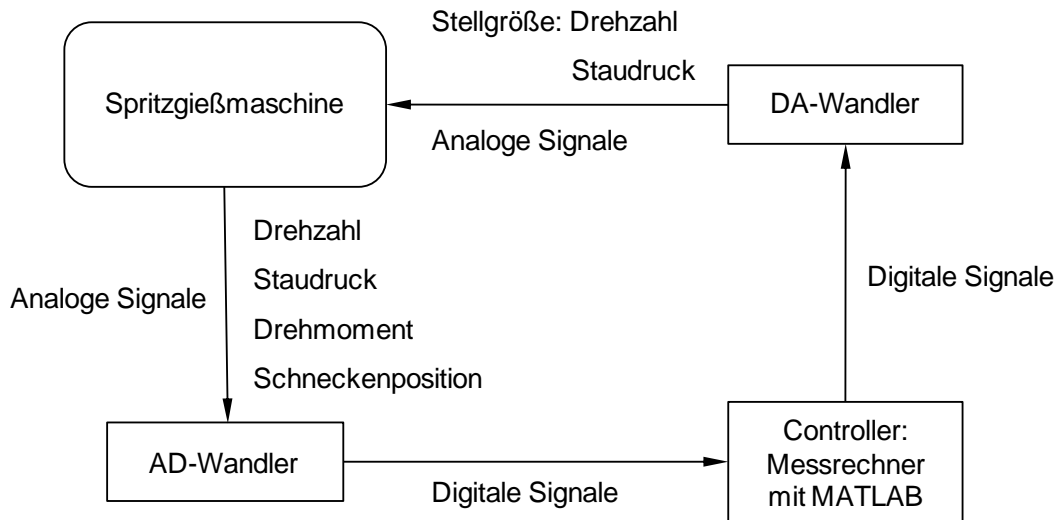 Stellgröße: Drehzahl
Staudruck
Spritzgießmaschine
DA-Wandler
Analoge Signale
Drehzahl
Staudruck
Drehmoment
Schneckenposition
Analoge Signale
Digitale Signale
AD-Wandler
Digitale Signale
Controller:
Messrechner
mit MATLAB